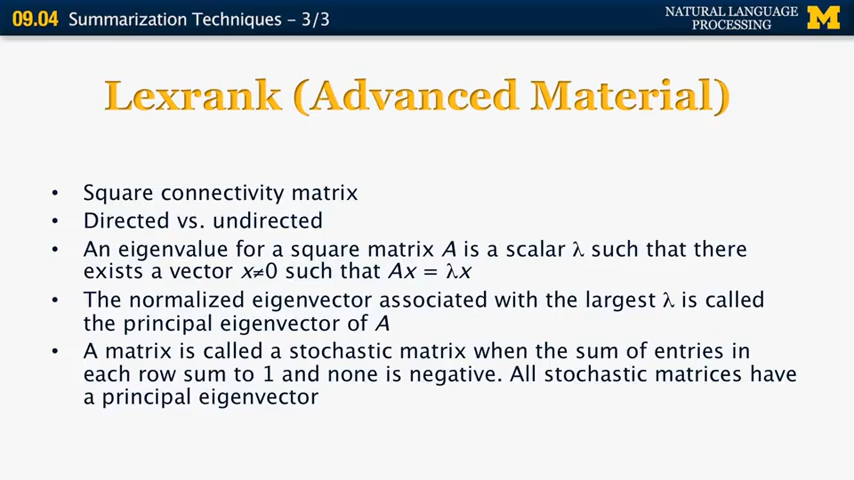 09.04 Summarization Techniques – 3/3
NATURAL LANGUAGE
PROCESSING
M
Lexrank (Advanced Material)
• Square connectivity matrix
• Directed vs. undirected
• An eigenvalue for a square matrix A is a scalar λ such that there
exists a vector x≠0 such that Ax = λx
• The normalized eigenvector associated with the largest λ is called
the principal eigenvector of A
• A matrix is called a stochastic matrix when the sum of entries in
each row sum to 1 and none is negative. All stochastic matrices have
a principal eigenvector